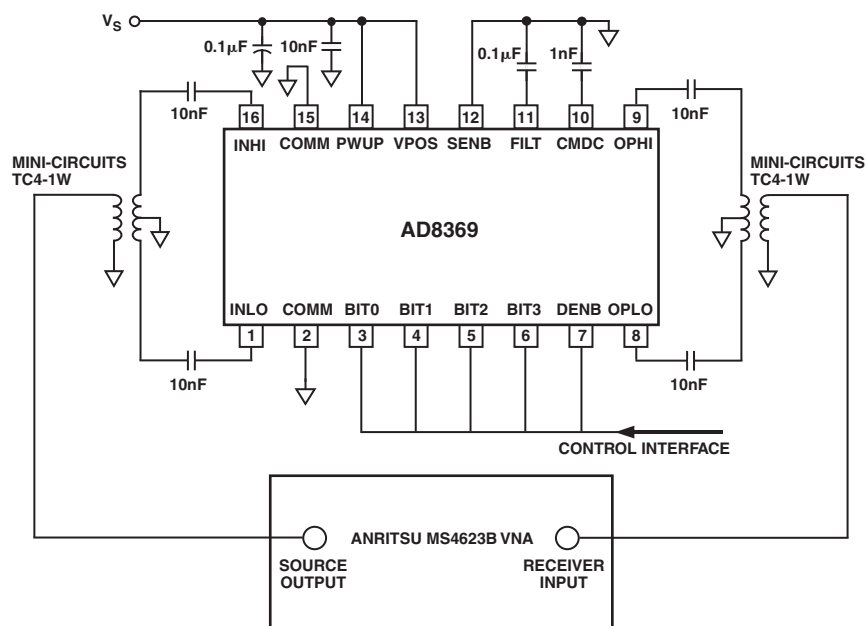 VS
0.1µF
10nF
0.1µF
1nF
10nF
10nF
16
15
14
13
12
11
10
9
INHI
COMM
PWUP
VPOS
SENB
FILT
CMDC
OPHI
MINI-CIRCUITS
TC4-1W
MINI-CIRCUITS
TC4-1W
AD8369
INLO
COMM
BIT0
BIT1
BIT2
BIT3
DENB
OPLO
1
2
3
4
5
6
7
8
10nF
10nF
CONTROL INTERFACE
ANRITSU MS4623B VNA
SOURCE
OUTPUT
RECEIVER
INPUT